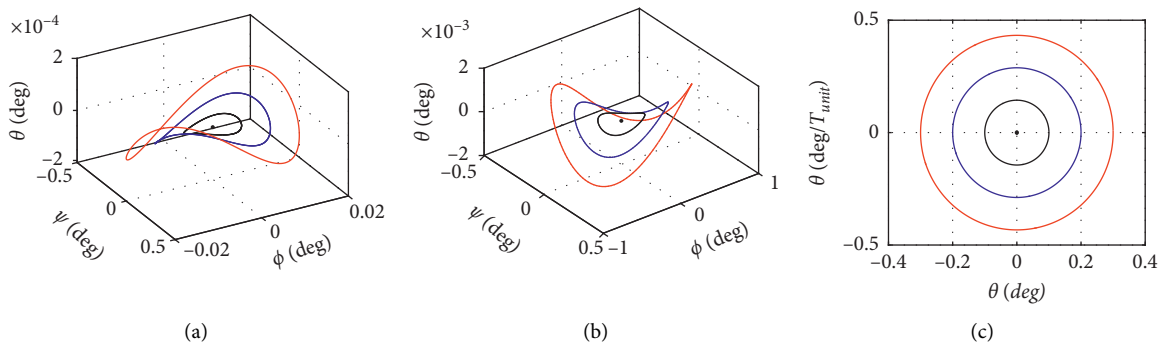 ×10⁻⁴
2
0
−2
θ (deg)
−0.5
0
0.5
ψ (deg)
−0.02
0
0.02
ϕ (deg)
(a)
×10⁻³
2
0
−2
θ (deg)
−0.5
0
0.5
ψ (deg)
−1
0
1
ϕ (deg)
(b)
0.5
0
−0.5
θ (deg/T_unit)
−0.4
−0.2
0
0.2
0.4
θ (deg)
(c)